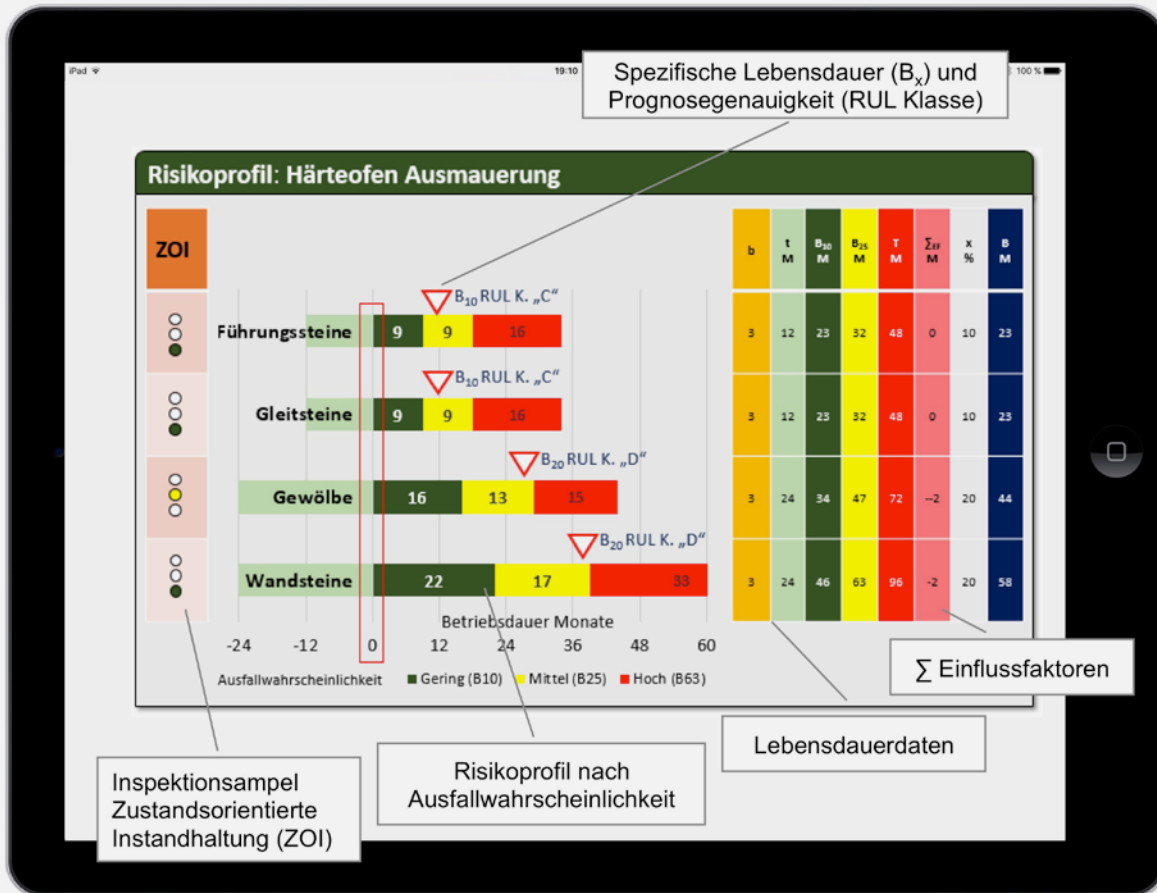 iPad
19:10
100 %
Spezifische Lebensdauer (Bₓ) und
Prognosegenauigkeit (RUL Klasse)
Risikoprofil: Härteofen Ausmauerung
ZOI
b
t
M
B₁₀
M
B₂₅
M
T
M
∑EF
M
x
%
B
M
B₁₀ RUL K. „C“
Führungssteine 9 9 16
3 12 23 32 48 0 10 23
B₁₀ RUL K. „C“
Gleitsteine 9 9 16
3 12 23 32 48 0 10 23
B₂₀ RUL K. „D“
Gewölbe 16 13 15
3 24 34 47 72 --2 20 44
B₂₀ RUL K. „D“
Wandsteine 22 17 33
3 24 46 63 96 -2 20 58
Betriebsdauer Monate
-24 -12 0 12 24 36 48 60
Ausfallwahrscheinlichkeit Gering (B10) Mittel (B25) Hoch (B63)
∑ Einflussfaktoren
Lebensdauerdaten
Risikoprofil nach
Ausfallwahrscheinlichkeit
Inspektionsampel
Zustandsorientierte
Instandhaltung (ZOI)